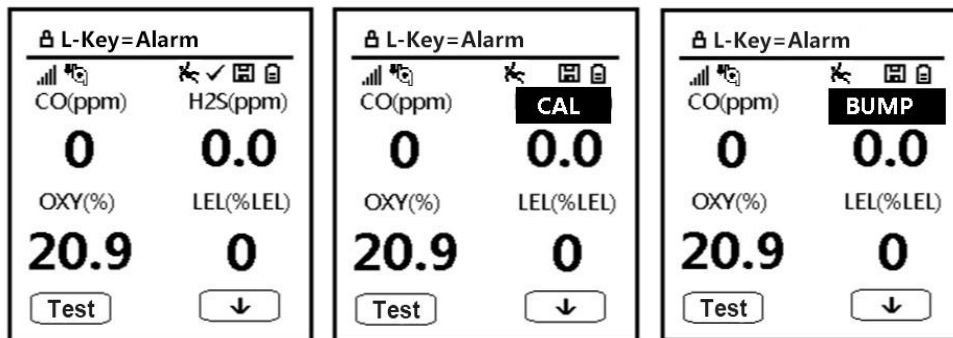 L-Key=Alarm
CO(ppm) H2S(ppm)
0 0.0
OXY(%) LEL(%LEL)
20.9 0
Test
L-Key=Alarm
CO(ppm) CAL
0 0.0
OXY(%) LEL(%LEL)
20.9 0
Test
L-Key=Alarm
CO(ppm) BUMP
0 0.0
OXY(%) LEL(%LEL)
20.9 0
Test